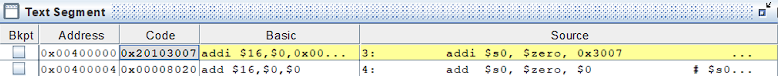 Text Segment
Bkpt Address Code Basic Source
0x00400000 0x20103007 addi $16,$0,0x00... 3: addi $s0, $zero, 0x3007 ...
0x00400004 0x00008020 add $16,$0,$0 4: add $s0, $zero, $0 # $s0...